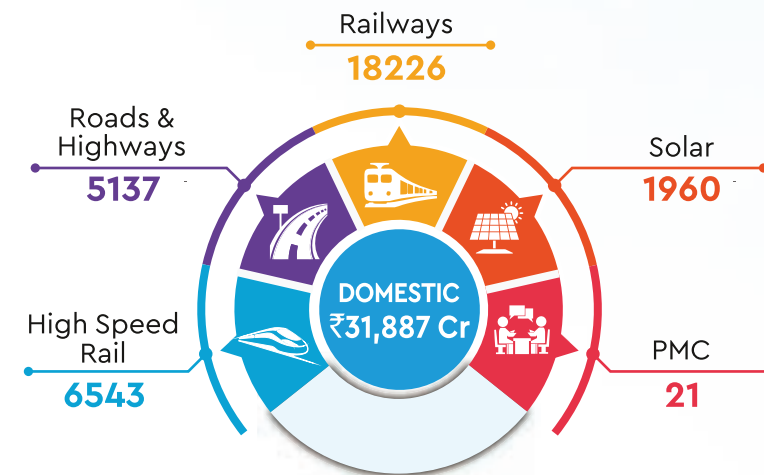 Railways
18226
Roads &
Highways
5137
Solar
1960
DOMESTIC
₹31,887 Cr
High Speed
Rail
6543
PMC
21